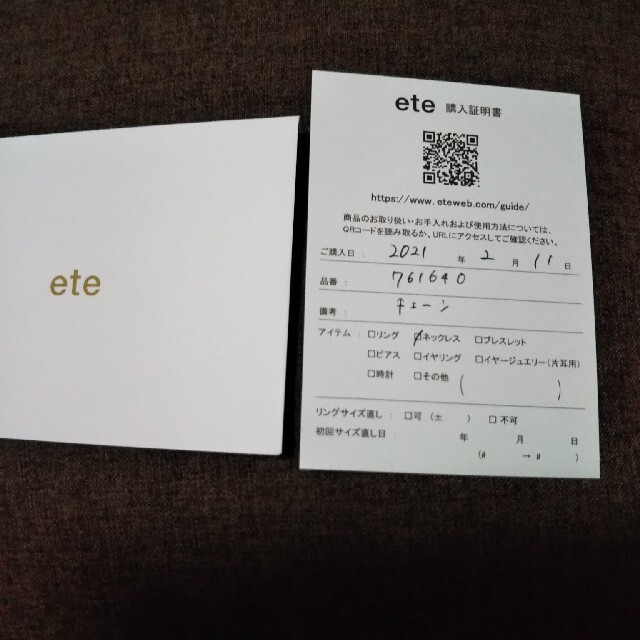 ete
ete 購入証明書
https://www.eteweb.com/guide/
商品のお取り扱い・お手入れおよび使用方法については、
QRコードを読み取るか、URLにアクセスしてご確認ください。
ご購入日： 2021 年 2 月 11 日
品番： 761640
備考： チェーン
アイテム： □リング □ネックレス □ブレスレット
□ピアス □イヤリング □イヤージュエリー(片耳用)
□時計 □その他 ( )
リングサイズ直し： □可 (± ) □不可
初回サイズ直し日： 年 月 日
(# → # )